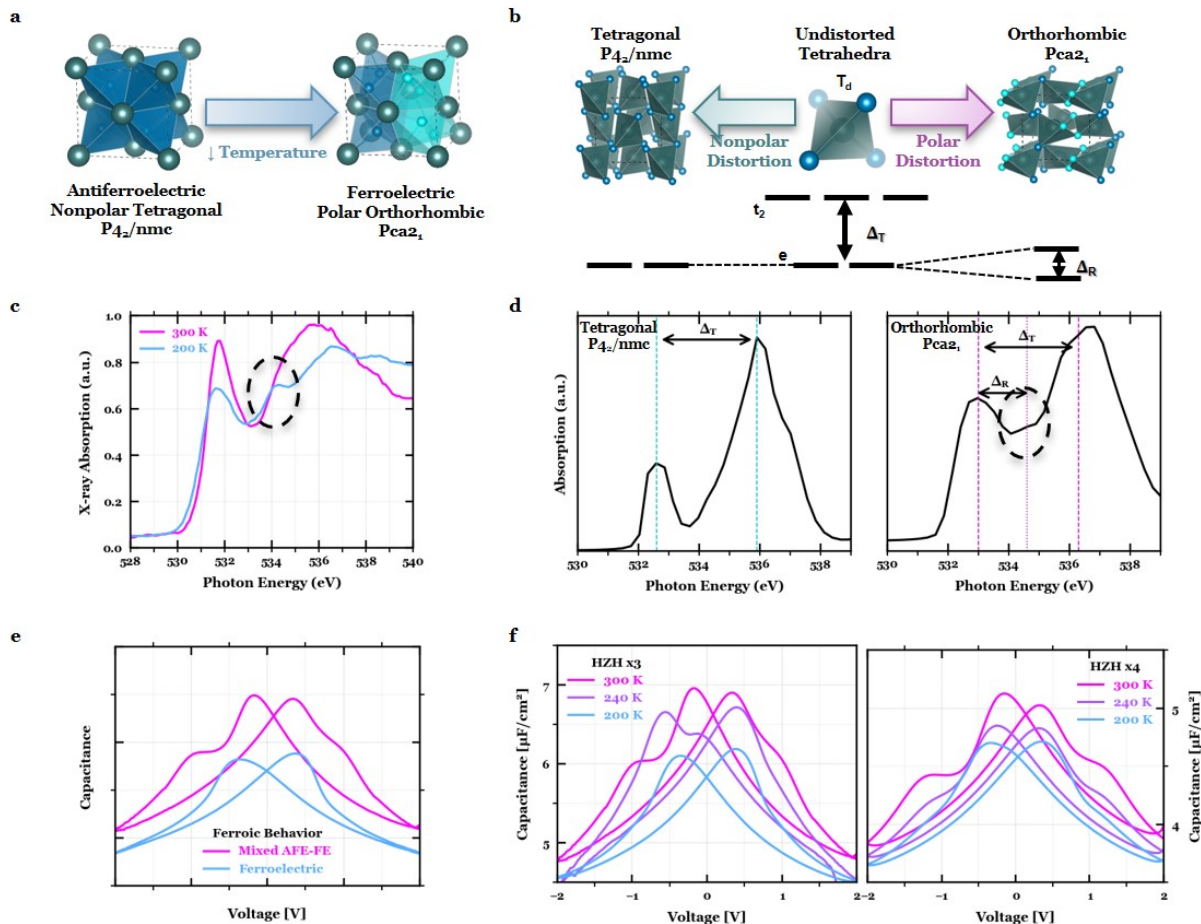 a
Antiferroelectric
Nonpolar Tetragonal
P4₂/nmc
↓ Temperature
Ferroelectric
Polar Orthorhombic
Pca2₁
b
Tetragonal
P4₂/nmc
Undistorted
Tetrahedra
T_d
Orthorhombic
Pca2₁
Nonpolar
Distortion
Polar
Distortion
t₂
Δ_T
e
Δ_R
c
300 K
200 K
1.0
0.8
0.6
0.4
0.2
0.0
X-ray Absorption (a.u.)
528 530 532 534 536 538 540
Photon Energy (eV)
d
Tetragonal
P4₂/nmc
Δ_T
Absorption (a.u.)
530 532 534 536 538
Photon Energy (eV)
Orthorhombic
Pca2₁
Δ_T
Δ_R
530 532 534 536 538
Photon Energy (eV)
e
Capacitance
Ferroic Behavior
Mixed AFE-FE
Ferroelectric
Voltage [V]
f
HZH x3
300 K
240 K
200 K
7
6
5
Capacitance [µF/cm²]
−2 −1 0 1 2
Voltage [V]
HZH x4
300 K
240 K
200 K
5
4
Capacitance [µF/cm²]
−2 −1 0 1 2
Voltage [V]